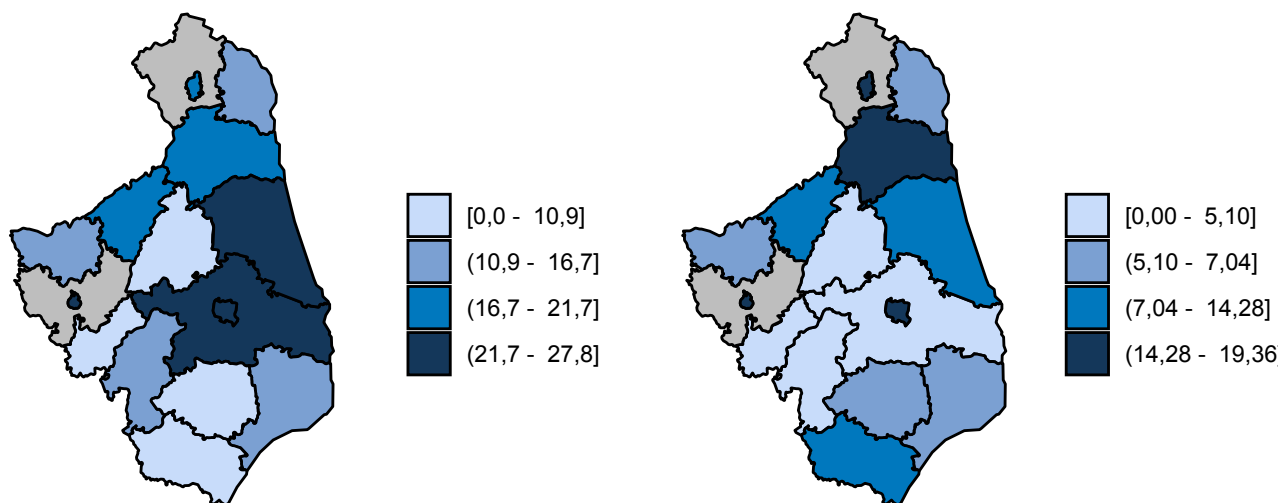 [0,0 - 10,9]
(10,9 - 16,7]
(16,7 - 21,7]
(21,7 - 27,8]
[0,00 - 5,10]
(5,10 - 7,04]
(7,04 - 14,28]
(14,28 - 19,36]